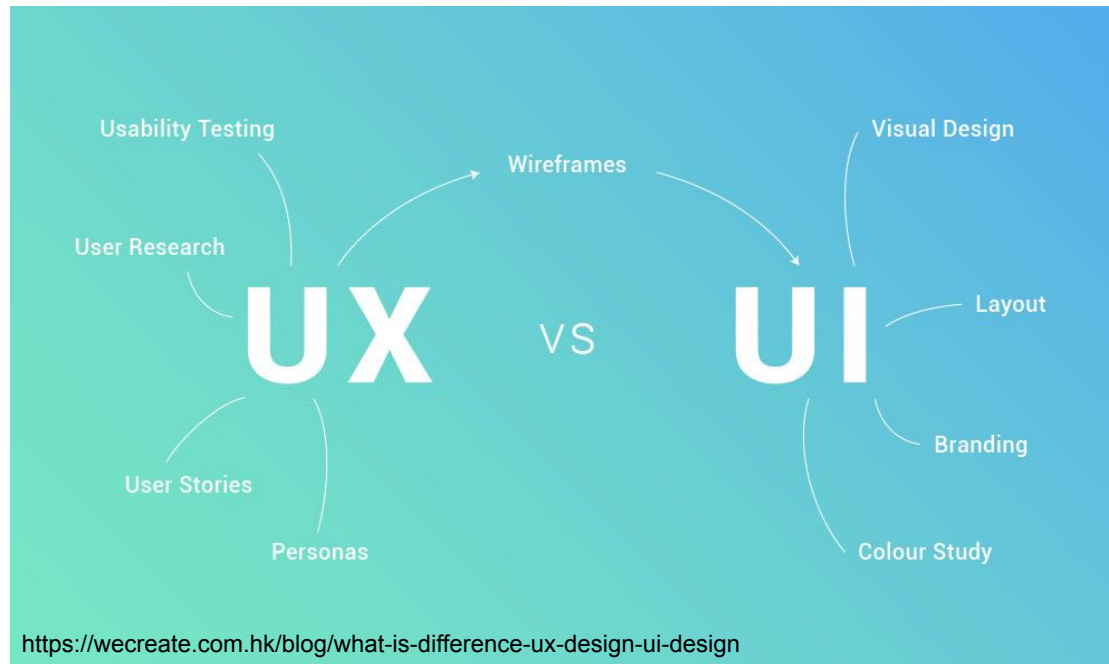 Usability Testing
User Research
UX
User Stories
Personas
Wireframes
VS
UI
Visual Design
Layout
Branding
Colour Study
https://wecreate.com.hk/blog/what-is-difference-ux-design-ui-design